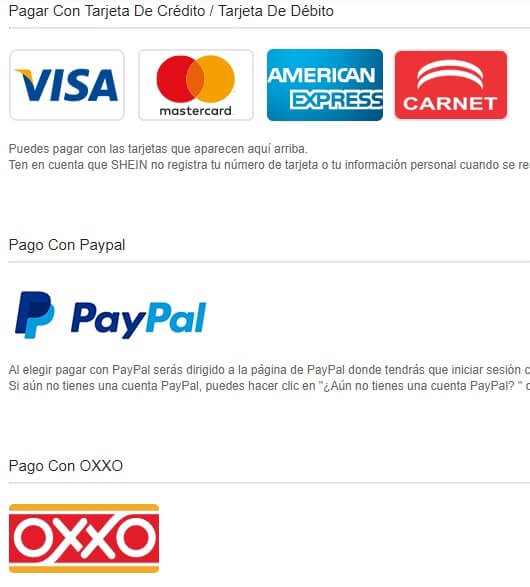 Pagar Con Tarjeta De Crédito / Tarjeta De Débito
VISA
mastercard.
AMERICAN
EXPRESS
CARNET
Puedes pagar con las tarjetas que aparecen aquí arriba.
Ten en cuenta que SHEIN no registra tu número de tarjeta o tu información personal cuando se re
Pago Con Paypal
PayPal
Al elegir pagar con PayPal serás dirigido a la página de PayPal donde tendrás que iniciar sesión c
Si aún no tienes una cuenta PayPal, puedes hacer clic en "¿Aún no tienes una cuenta PayPal? " c
Pago Con OXXO
OXXO